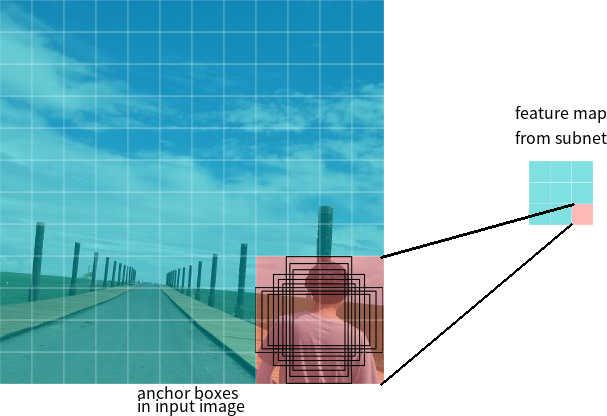 feature map
from subnet
anchor boxes
in input image